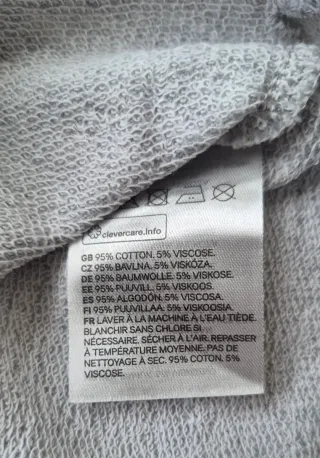 clevercare.info
GB 95% COTTON. 5% VISCOSE.
CZ 95% BAVLNA. 5% VISKÓZA.
DE 95% BAUMWOLLE. 5% VISKOSE.
EE 95% PUUVILL. 5% VISKOOS.
ES 95% ALGODÓN. 5% VISCOSA.
FI 95% PUUVILLAA. 5% VISKOOSIA.
FR LAVER À LA MACHINE À L'EAU TIÈDE.
BLANCHIR SANS CHLORE SI
NÉCESSAIRE. SÉCHER À L'AIR. REPASSER
À TEMPÉRATURE MOYENNE. PAS DE
NETTOYAGE À SEC. 95% COTON. 5%
VISCOSE.